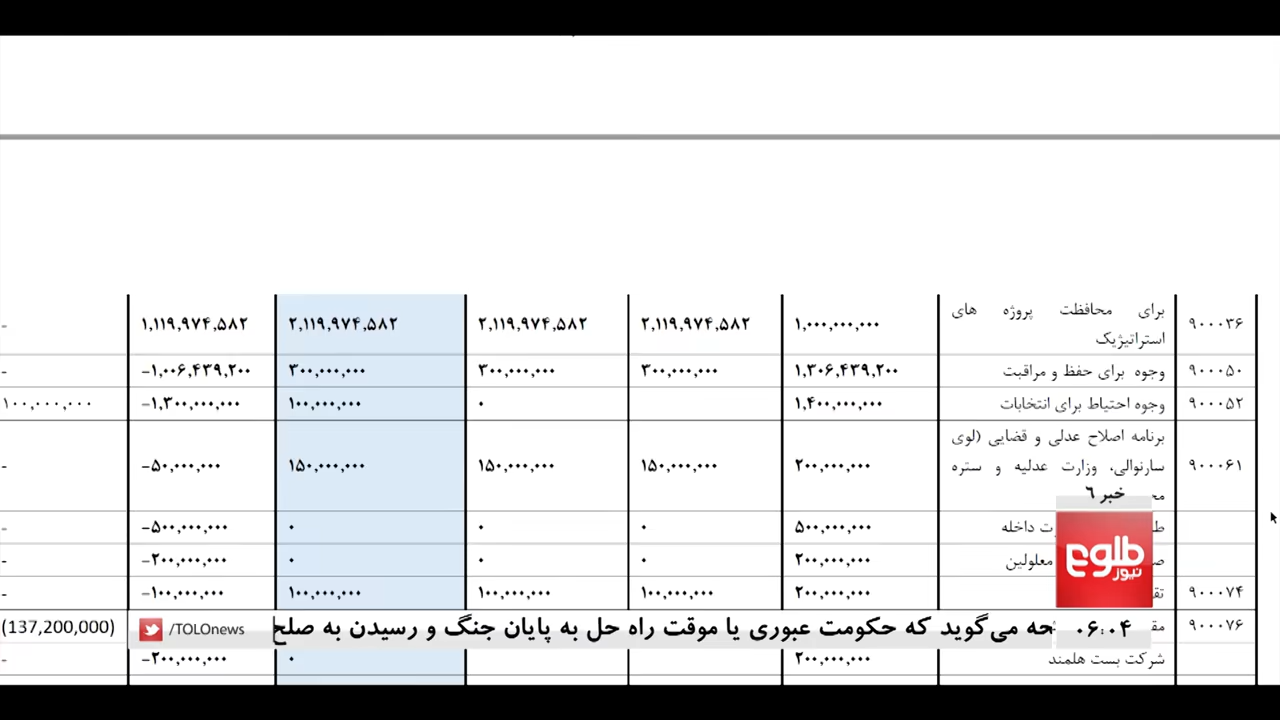 ۹۰۰۰۳۶ برای محافظت پروژه های ۱,۰۰۰,۰۰۰,۰۰۰ ۲,۱۱۹,۹۷۴,۵۸۲ ۲,۱۱۹,۹۷۴,۵۸۲ ۲,۱۱۹,۹۷۴,۵۸۲ ۱,۱۱۹,۹۷۴,۵۸۲ -
استراتیژیک
۹۰۰۰۵۰ وجوه برای حفظ و مراقبت ۱,۳۰۶,۴۳۹,۲۰۰ ۳۰۰,۰۰۰,۰۰۰ ۳۰۰,۰۰۰,۰۰۰ ۳۰۰,۰۰۰,۰۰۰ -۱,۰۰۶,۴۳۹,۲۰۰ -
۹۰۰۰۵۲ وجوه احتیاط برای انتخابات ۱,۴۰۰,۰۰۰,۰۰۰ ۰ ۱۰۰,۰۰۰,۰۰۰ -۱,۳۰۰,۰۰۰,۰۰۰ ۱۰۰,۰۰۰,۰۰۰
برنامه اصلاح عدلی و قضایی (لوی
۹۰۰۰۶۱ سارنوالی، وزارت عدلیه و ستره ۲۰۰,۰۰۰,۰۰۰ ۱۵۰,۰۰۰,۰۰۰ ۱۵۰,۰۰۰,۰۰۰ ۱۵۰,۰۰۰,۰۰۰ -۵۰,۰۰۰,۰۰۰ -
خبر ۶
داخله ۵۰۰,۰۰۰,۰۰۰ ۰ ۰ ۰ -۵۰۰,۰۰۰,۰۰۰ -
معلولین ۲۰۰,۰۰۰,۰۰۰ ۰ ۰ ۰ -۲۰۰,۰۰۰,۰۰۰ -
طلوع
نیوز
۹۰۰۰۷۴ ۲۰۰,۰۰۰,۰۰۰ ۱۰۰,۰۰۰,۰۰۰ ۱۰۰,۰۰۰,۰۰۰ ۱۰۰,۰۰۰,۰۰۰ -۱۰۰,۰۰۰,۰۰۰ -
۹۰۰۰۷۶ (137,200,000)
۰۶:۰۴ می‌گوید که حکومت عبوری یا موقت راه حل به پایان جنگ و رسیدن به صلح /TOLOnews
شرکت بست هلمند ۲۰۰,۰۰۰,۰۰۰ ۰ -۲۰۰,۰۰۰,۰۰۰ -